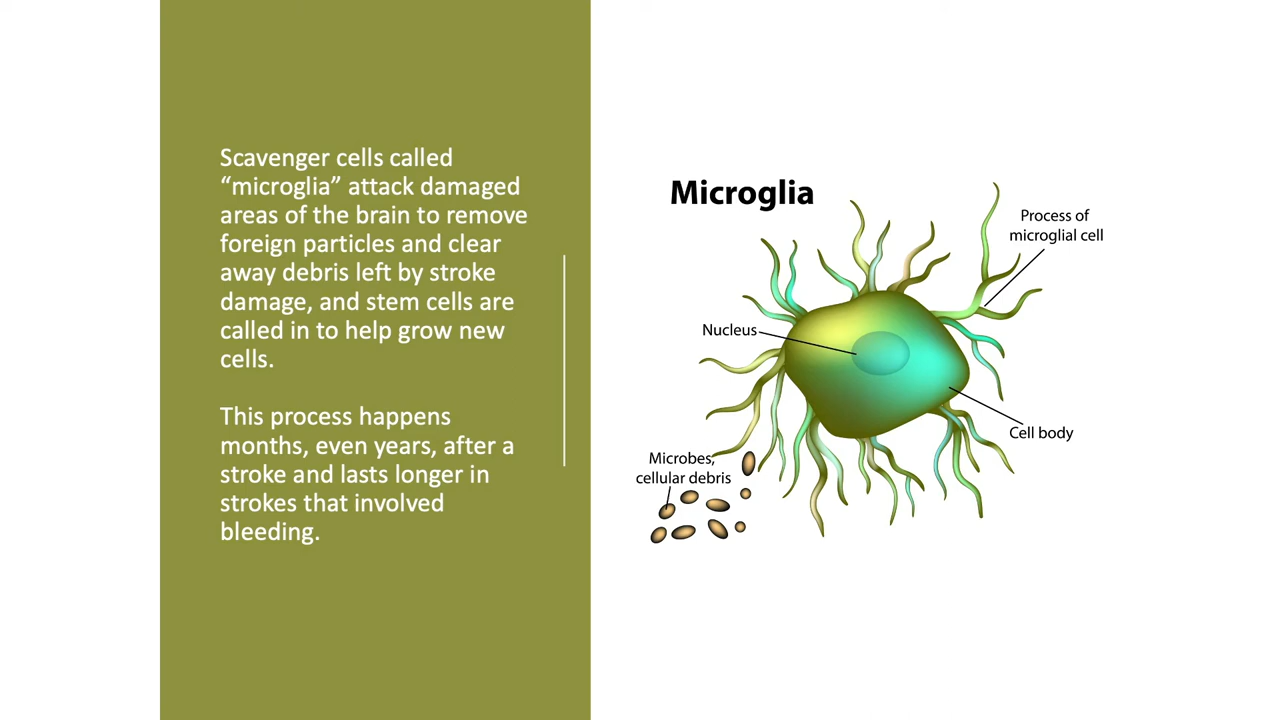 Scavenger cells called
“microglia” attack damaged
areas of the brain to remove
foreign particles and clear
away debris left by stroke
damage, and stem cells are
called in to help grow new
cells.
This process happens
months, even years, after a
stroke and lasts longer in
strokes that involved
bleeding.
Microglia
Process of
microglial cell
Nucleus
Cell body
Microbes,
cellular debris